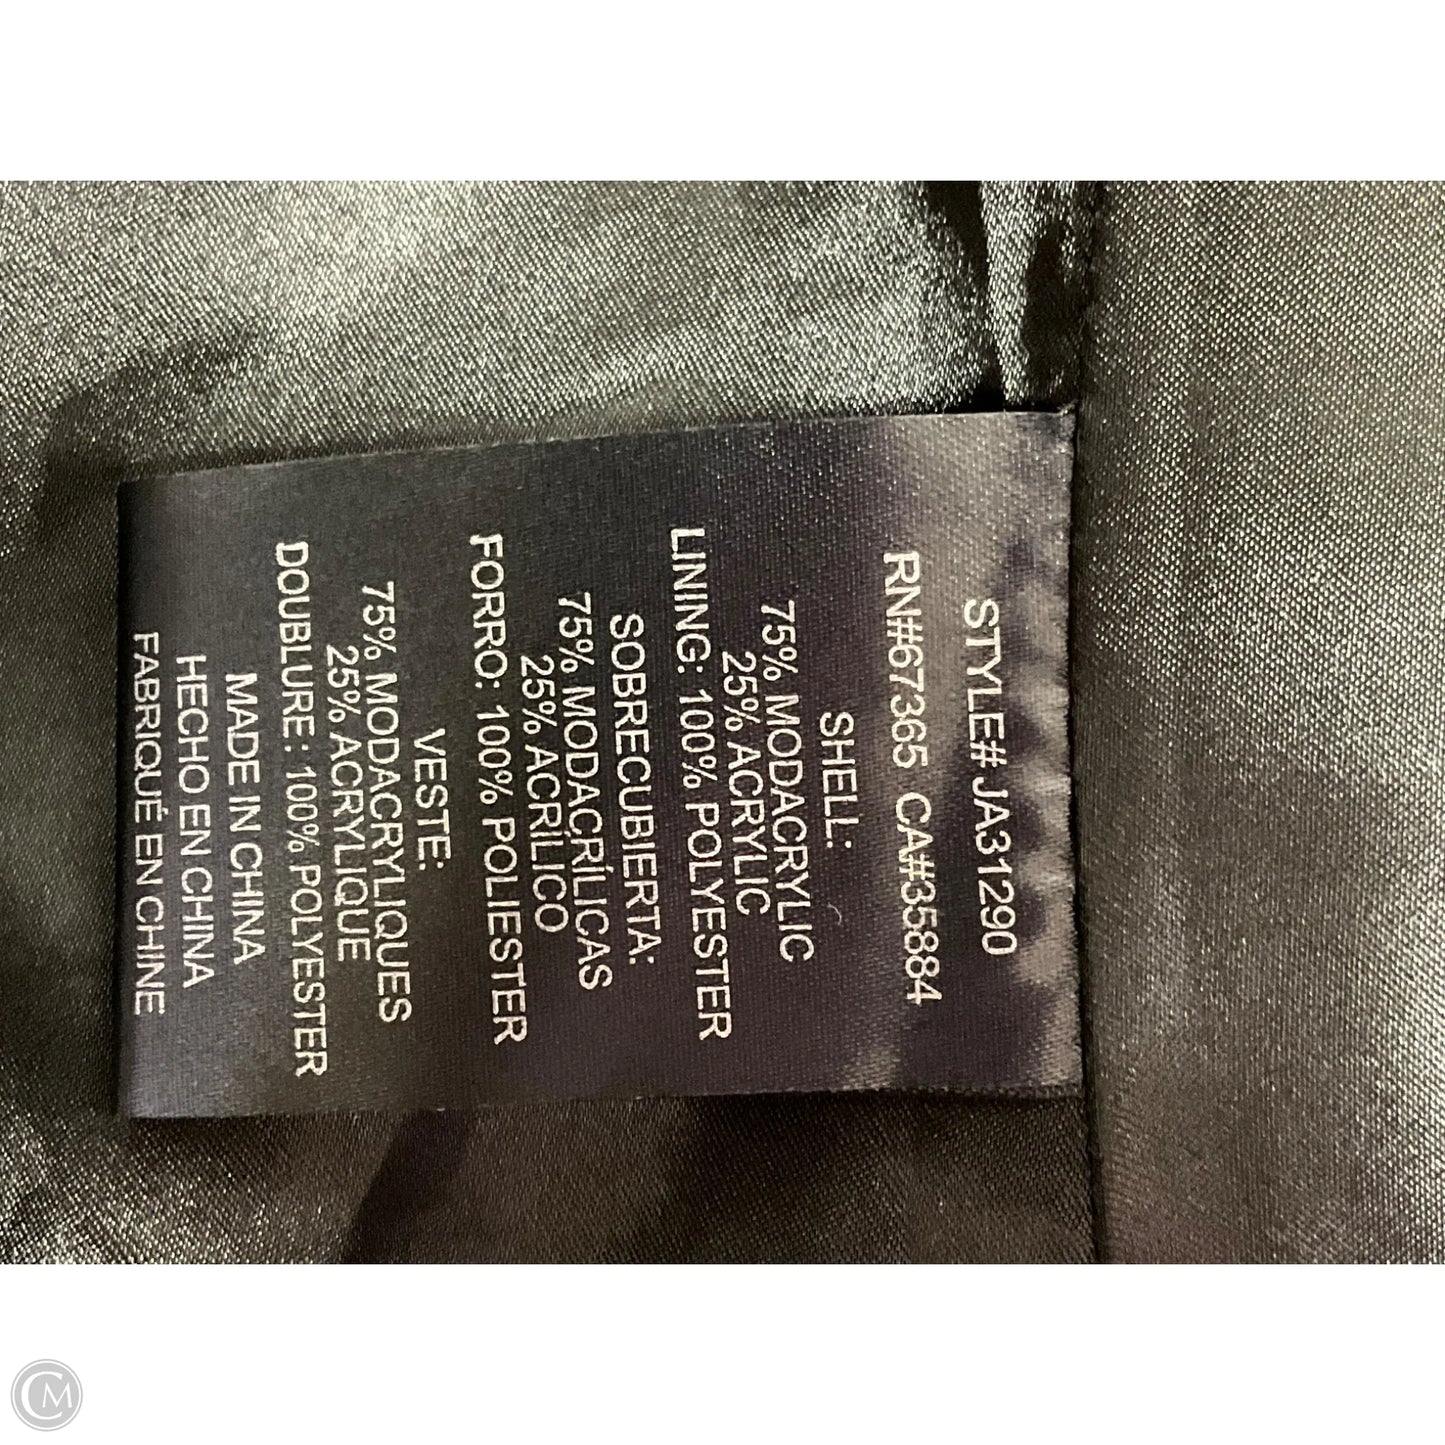 STYLE# JA31290
RN#67365 CA#35884
SHELL:
75% MODACRYLIC
25% ACRYLIC
LINING: 100% POLYESTER
SOBRECUBIERTA:
75% MODACRÍLICAS
25% ACRÍLICO
FORRO: 100% POLIESTER
VESTE:
75% MODACRYLIQUES
25% ACRYLIQUE
DOUBLURE: 100% POLYESTER
MADE IN CHINA
HECHO EN CHINA
FABRIQUÉ EN CHINE
CM